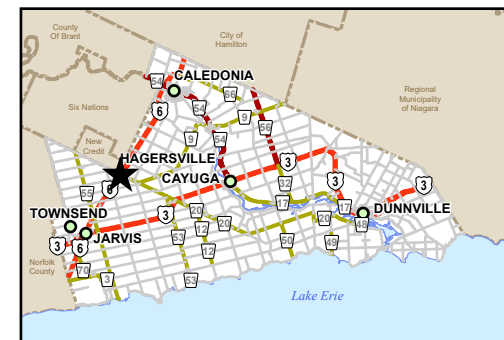 County
Of Brant
City of
Hamilton
CALEDONIA
54
66
6
54
Regional
Municipality
of Niagara
Six Nations
9
9
54
56
New
Credit
HAGERSVILLE
CAYUGA
3
3
55
6
32
17
TOWNSEND
3
20
20
17
DUNNVILLE
JARVIS
20
48
3
6
53
12
50
49
12
Norfolk
County
70
3
53
Lake Erie